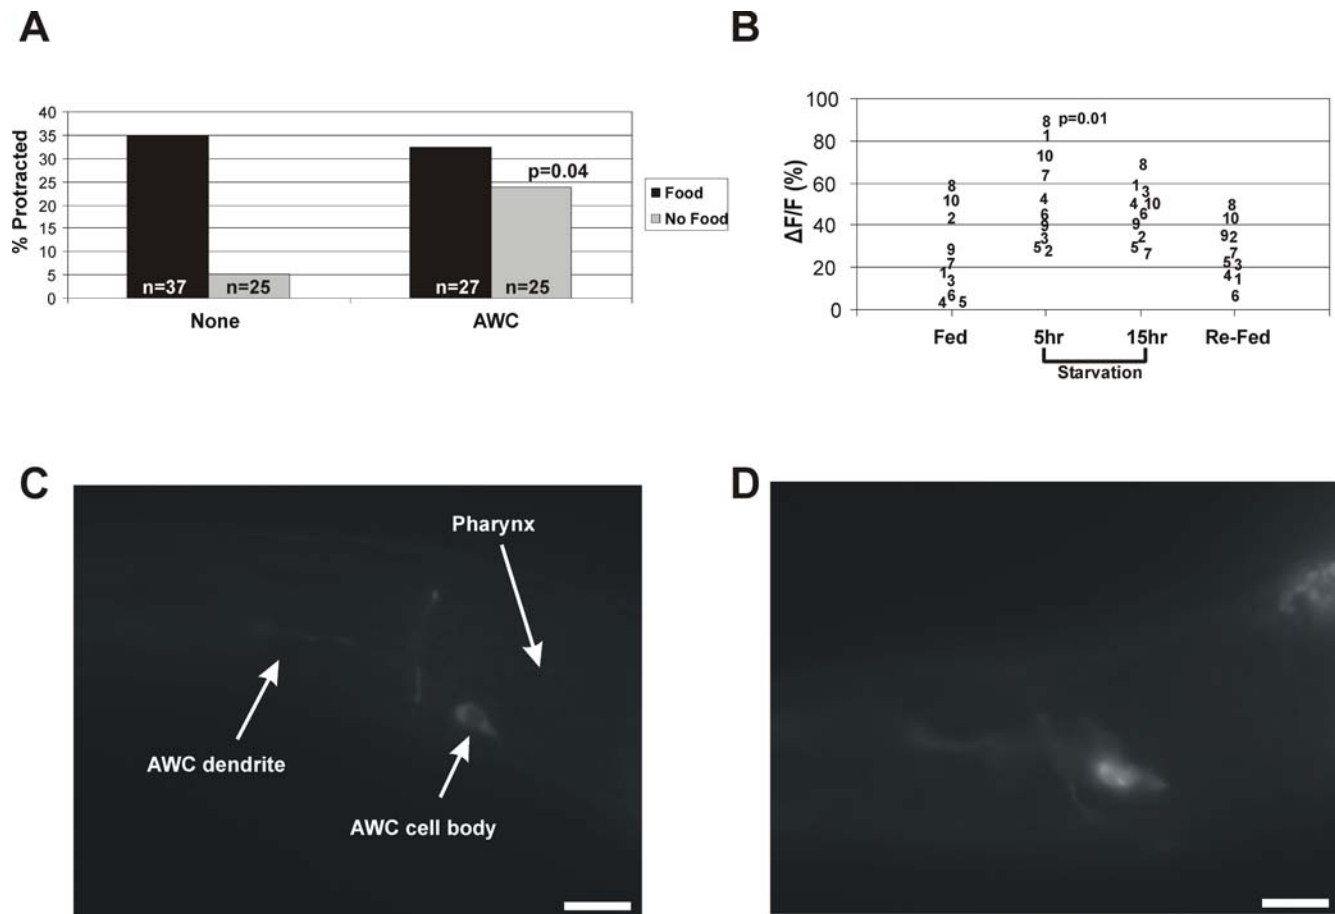 A
40
35
30
25
20
15
10
5
0
% Protracted
p=0.04
n=37
n=25
n=27
n=25
None
AWC
Food
No Food
B
100
80
60
40
20
0
ΔF/F (%)
8 p=0.01
1
10
7
4
6
9
3
5 2
8
10
2
9
7
1
3
6
4 5
8
1 3
4 10
6
9
2
5 7
8
10
9 2
7
5 3
4 1
6
Fed
5hr
15hr
Re-Fed
Starvation
C
Pharynx
AWC dendrite
AWC cell body
D